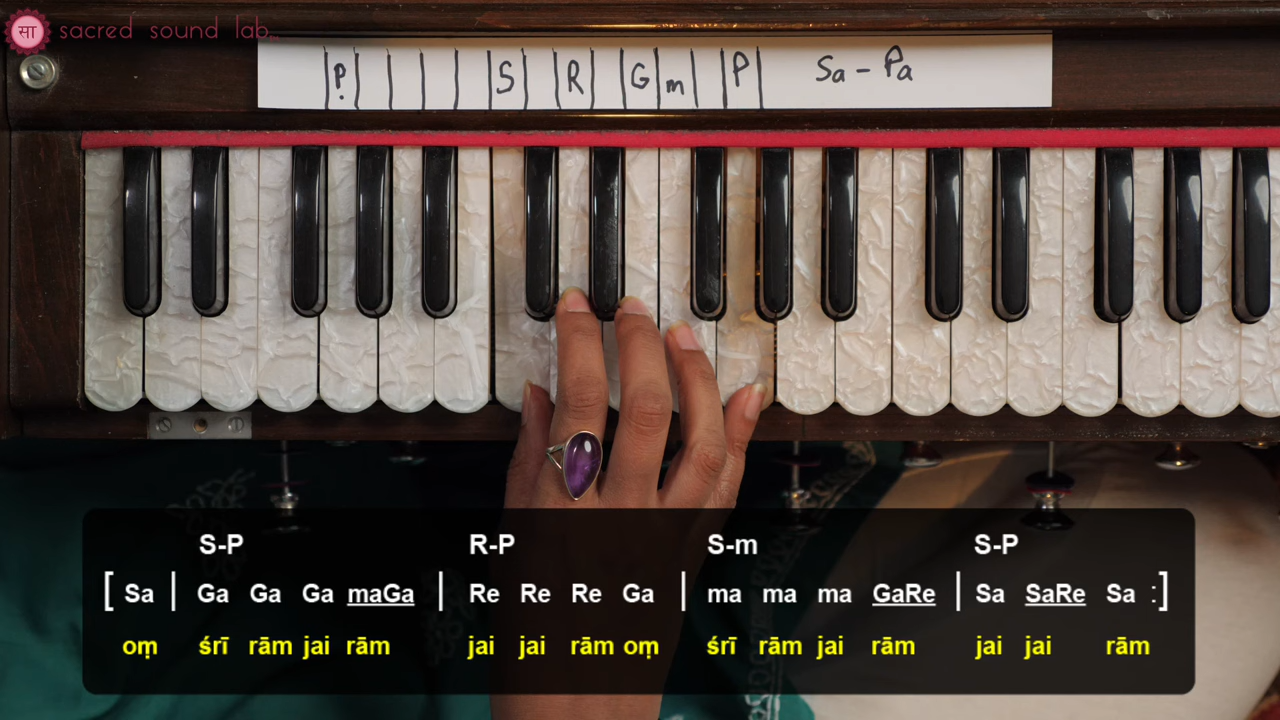 सा sacred sound lab...
P S R G m P Sa - Pa
S-P R-P S-m S-P
[ Sa | Ga Ga Ga maGa | Re Re Re Ga | ma ma ma GaRe | Sa SaRe Sa :]
oṃ śrī rām jai rām jai jai rām oṃ śrī rām jai rām jai jai rām